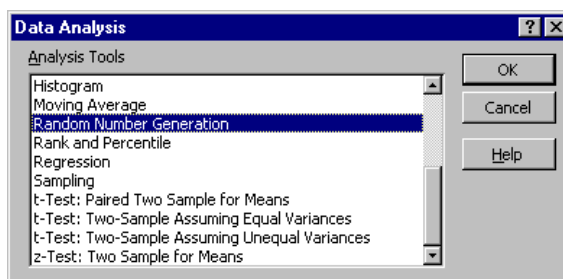 Data Analysis
Analysis Tools
Histogram
Moving Average
Random Number Generation
Rank and Percentile
Regression
Sampling
t-Test: Paired Two Sample for Means
t-Test: Two-Sample Assuming Equal Variances
t-Test: Two-Sample Assuming Unequal Variances
z-Test: Two Sample for Means
OK
Cancel
Help